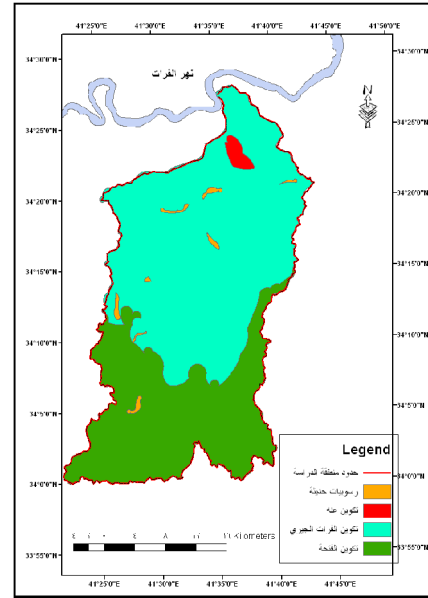 41°25'0"E 41°30'0"E 41°35'0"E 41°40'0"E 41°45'0"E 41°50'0"E
34°30'0"N
نهر الفرات
N
34°25'0"N
34°20'0"N
34°15'0"N
34°10'0"N
34°5'0"N
34°0'0"N
33°55'0"N
34°30'0"N
34°25'0"N
34°20'0"N
34°15'0"N
34°10'0"N
34°5'0"N
34°0'0"N
33°55'0"N
Legend
حدود منطقة الدراسة
رسوبيات حديثة
تكوين عنه
تكوين الفرات الجيري
تكوين الفتحة
Kilometers
41°25'0"E 41°30'0"E 41°35'0"E 41°40'0"E 41°45'0"E